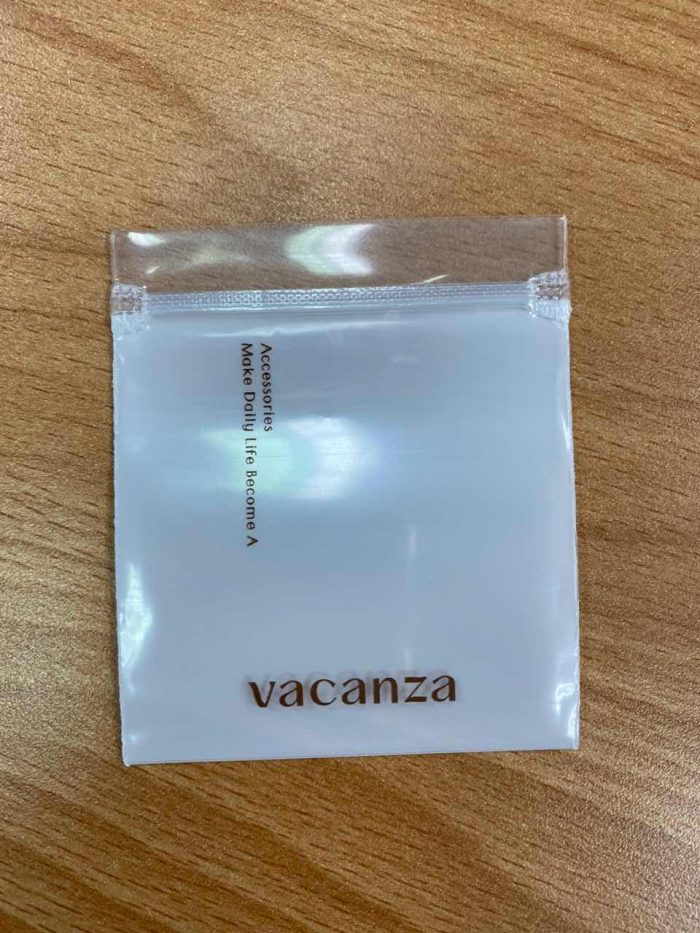 Accessories
Make Daily Life Become A
vacanza